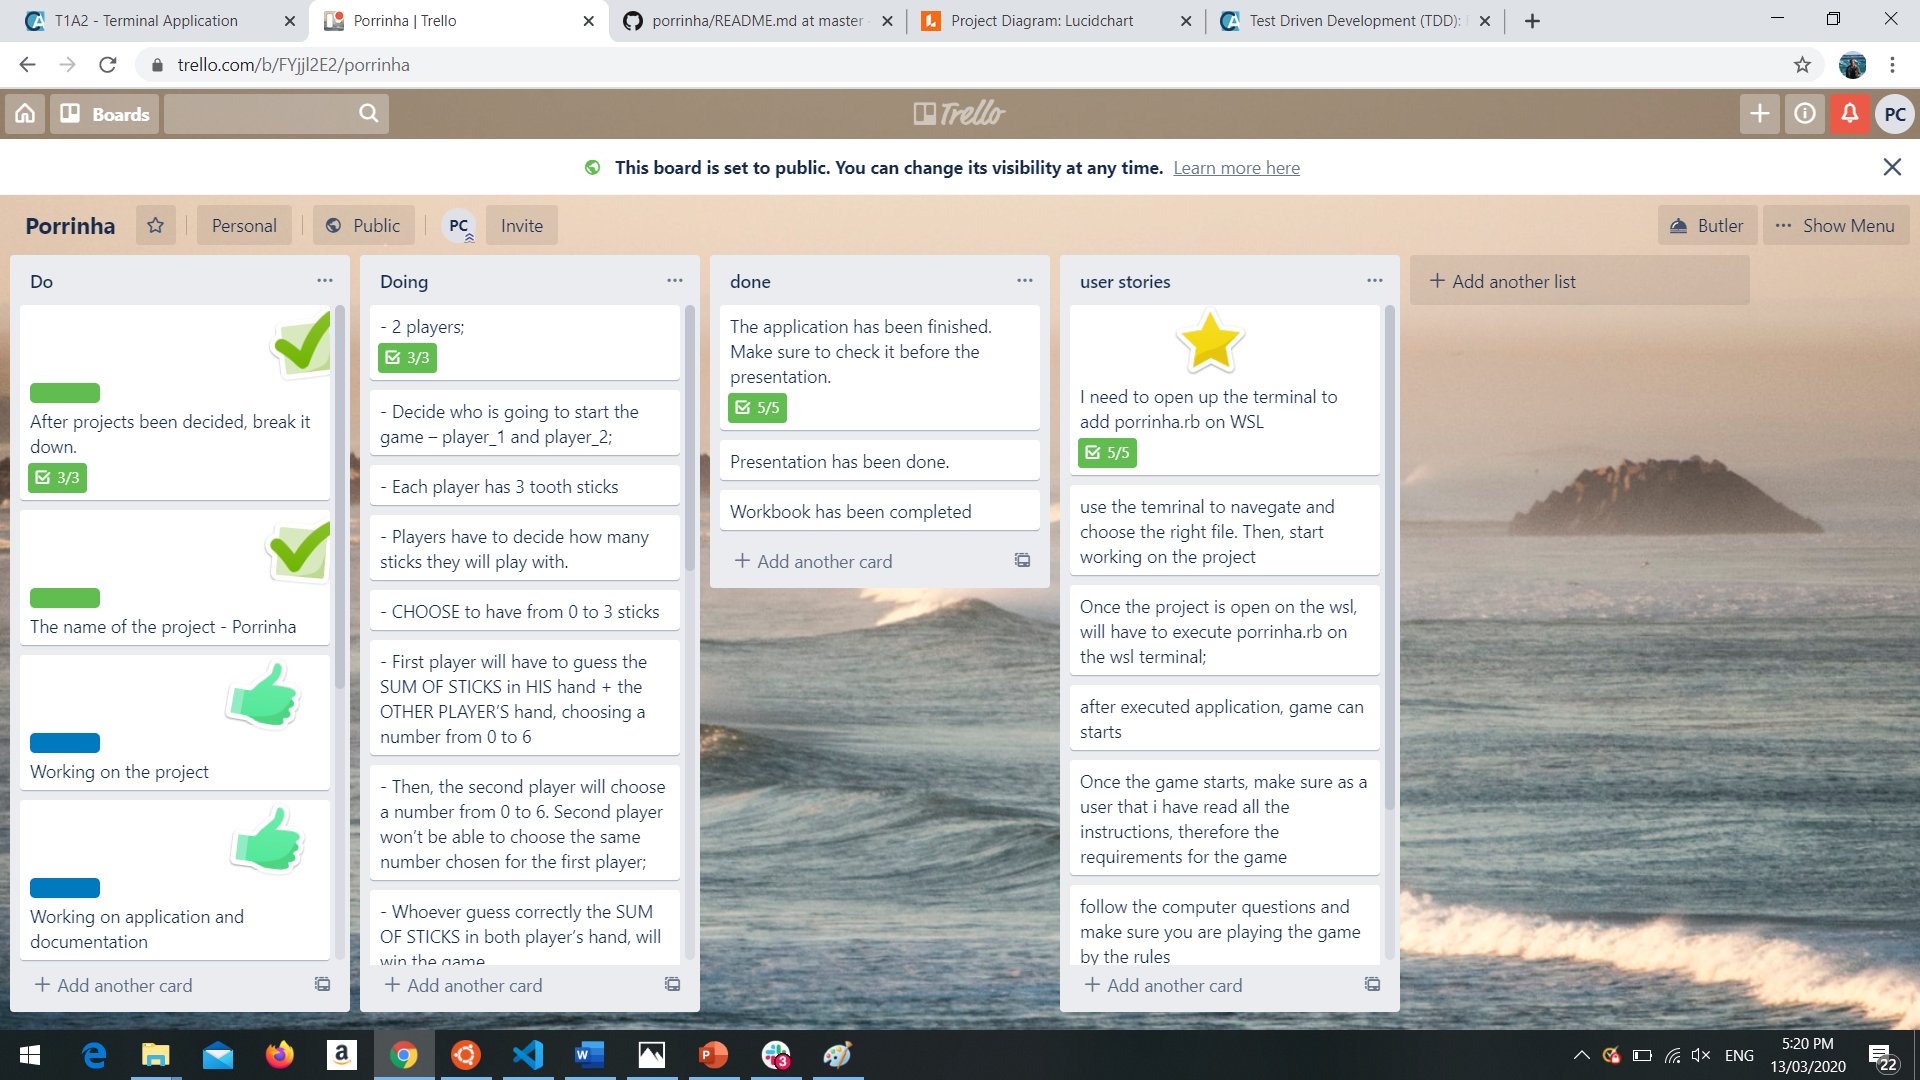 T1A2 - Terminal Application
Porrinha | Trello
porrinha/README.md at master
Project Diagram: Lucidchart
Test Driven Development (TDD):
trello.com/b/FYjjl2E2/porrinha
Boards
Trello
PC
This board is set to public. You can change its visibility at any time. Learn more here
Porrinha
Personal
Public
PC
Invite
Butler
Show Menu
Do
After projects been decided, break it
down.
3/3
The name of the project - Porrinha
Working on the project
Working on application and
documentation
+ Add another card
Doing
- 2 players;
3/3
- Decide who is going to start the
game – player_1 and player_2;
- Each player has 3 tooth sticks
- Players have to decide how many
sticks they will play with.
- CHOOSE to have from 0 to 3 sticks
- First player will have to guess the
SUM OF STICKS in HIS hand + the
OTHER PLAYER’S hand, choosing a
number from 0 to 6
- Then, the second player will choose
a number from 0 to 6. Second player
won’t be able to choose the same
number chosen for the first player;
- Whoever guess correctly the SUM
OF STICKS in both player’s hand, will
win the game
+ Add another card
done
The application has been finished.
Make sure to check it before the
presentation.
5/5
Presentation has been done.
Workbook has been completed
+ Add another card
user stories
I need to open up the terminal to
add porrinha.rb on WSL
5/5
use the temrinal to navegate and
choose the right file. Then, start
working on the project
Once the project is open on the wsl,
will have to execute porrinha.rb on
the wsl terminal;
after executed application, game can
starts
Once the game starts, make sure as a
user that i have read all the
instructions, therefore the
requirements for the game
follow the computer questions and
make sure you are playing the game
by the rules
+ Add another card
+ Add another list
3
ENG
5:20 PM
13/03/2020
22